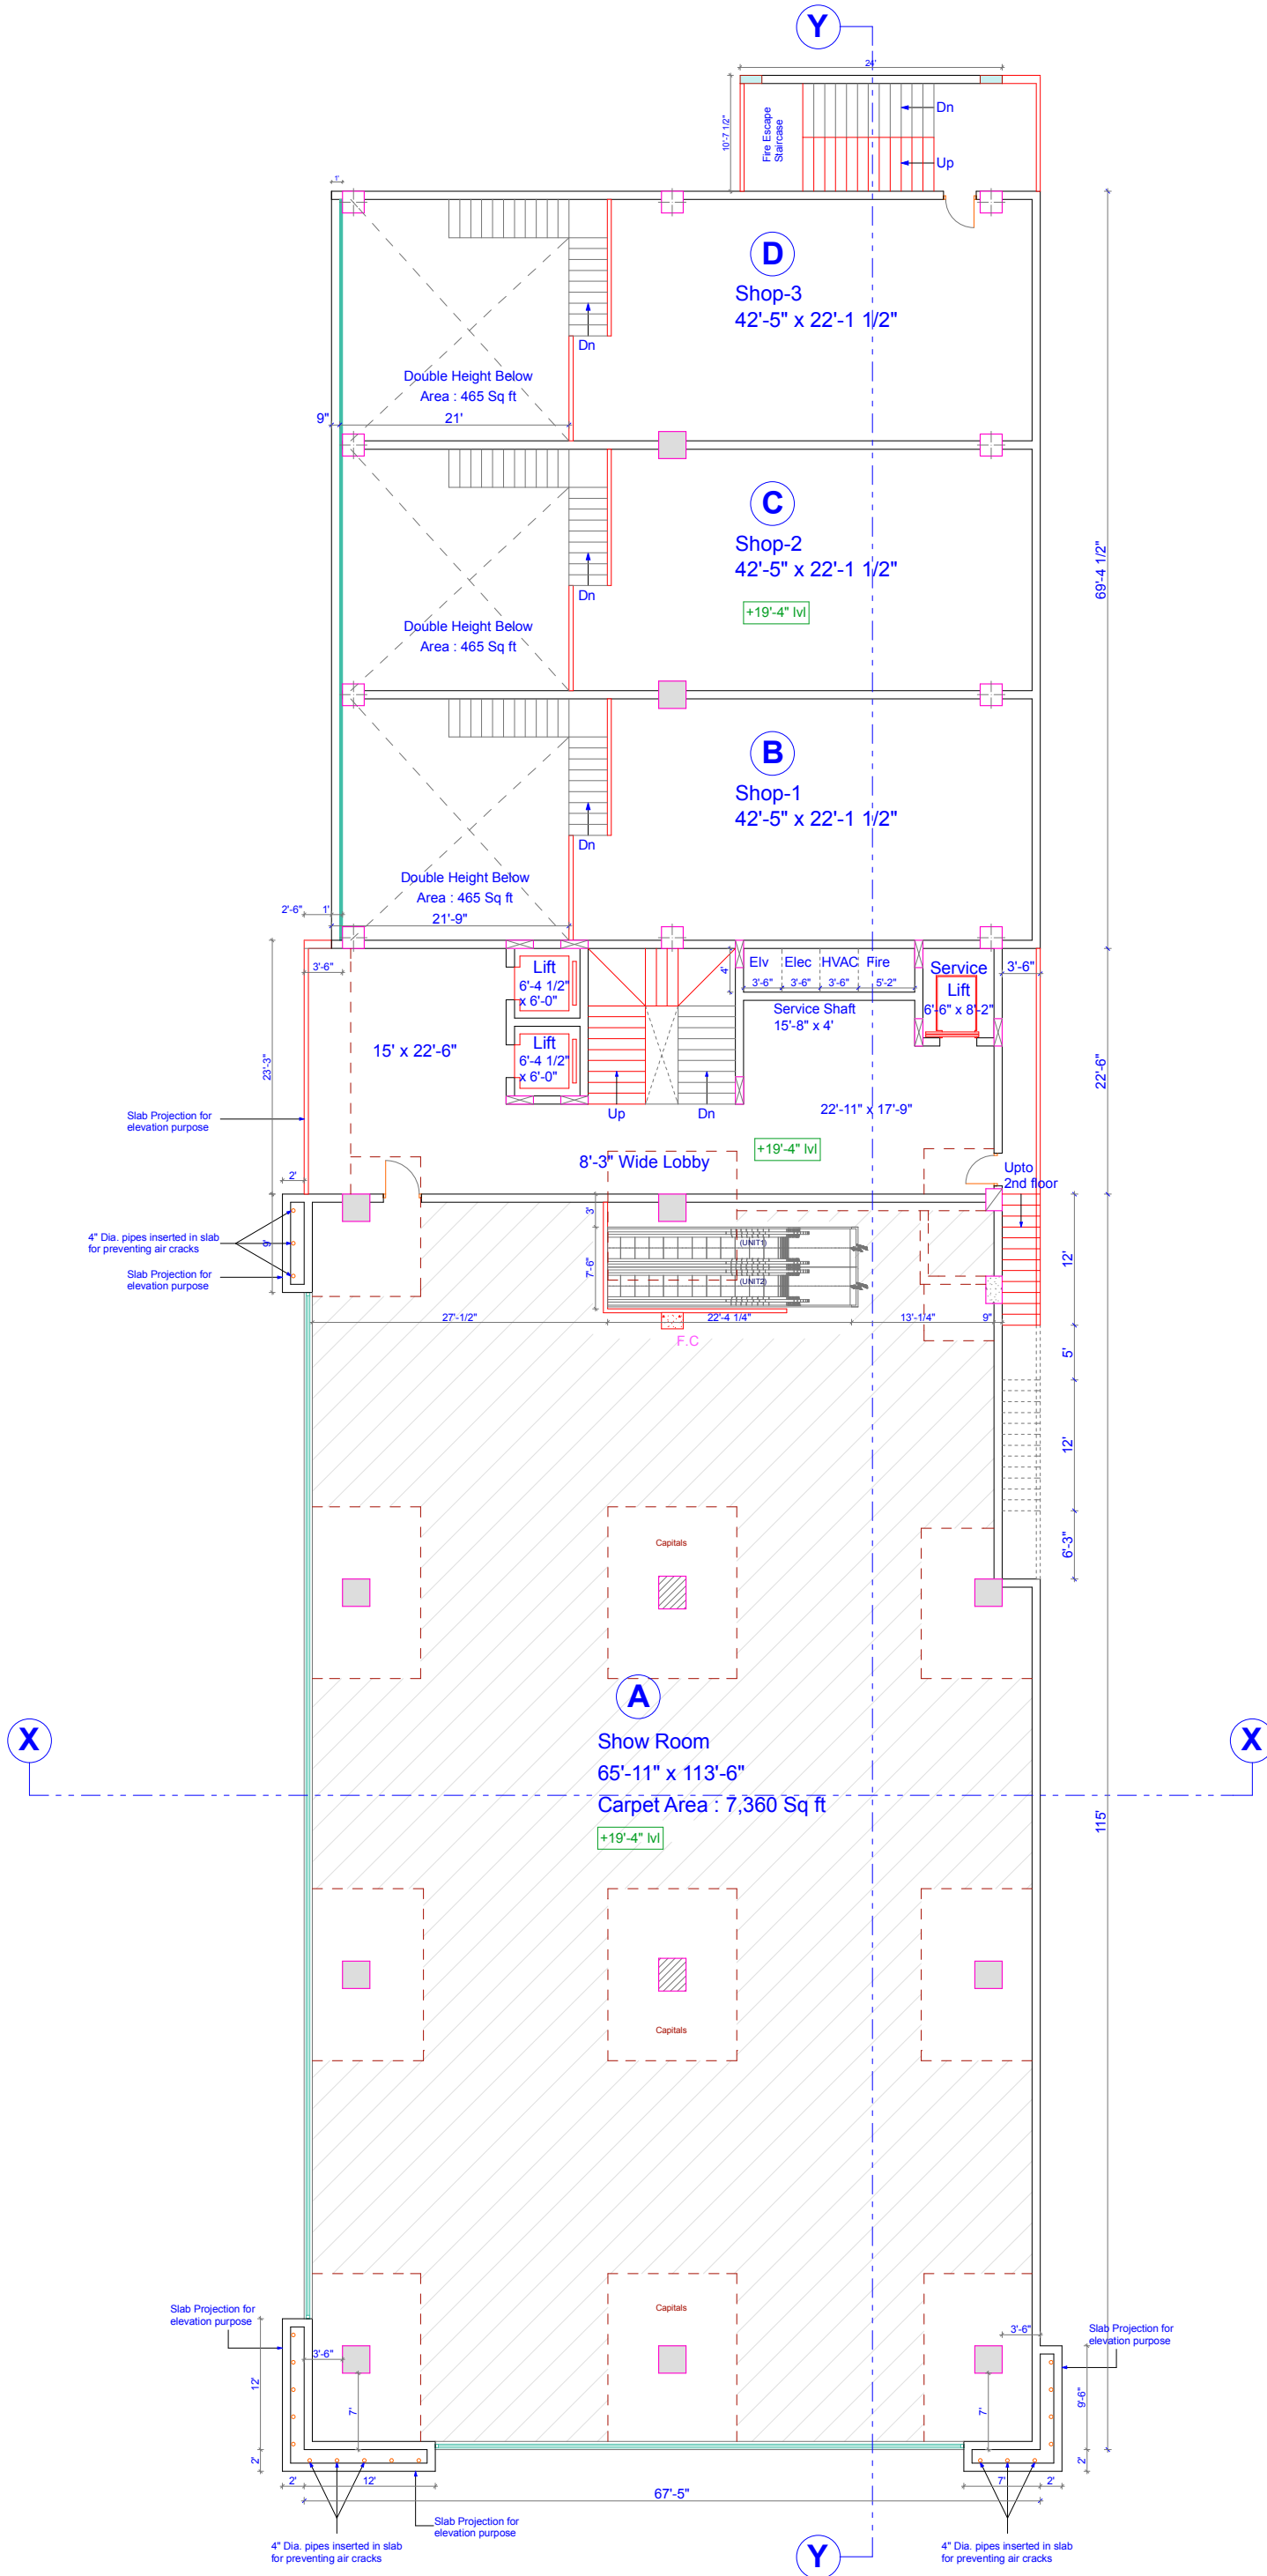 Y
24'
10'-7 1/2"
Fire Escape
Staircase
Dn
Up
1'
D
Shop-3
42'-5" x 22'-1 1/2"
Dn
Double Height Below
Area : 465 Sq ft
9"
21'
C
Shop-2
42'-5" x 22'-1 1/2"
69'-4 1/2"
Dn
+19'-4" lvl
Double Height Below
Area : 465 Sq ft
B
Shop-1
42'-5" x 22'-1 1/2"
Dn
Double Height Below
Area : 465 Sq ft
2'-6"
1'
21'-9"
3'-6"
Lift
6'-4 1/2"
x 6'-0"
4'
Elv
Elec
HVAC
Fire
3'-6"
3'-6"
3'-6"
5'-2"
Service
Lift
6'-6" x 8'-2"
3'-6"
Service Shaft
15'-8" x 4'
15' x 22'-6"
Lift
6'-4 1/2"
x 6'-0"
23'-3"
22'-6"
Slab Projection for
elevation purpose
Up
Dn
22'-11" x 17'-9"
+19'-4" lvl
8'-3" Wide Lobby
Upto
2nd floor
2'
3'
4" Dia. pipes inserted in slab
for preventing air cracks
9'
Slab Projection for
elevation purpose
(UNIT1)
(UNIT2)
7'-6"
12'
27'-1/2"
22'-4 1/4"
13'-1/4"
9"
F.C
5'
12'
6'-3"
Capitals
A
Show Room
65'-11" x 113'-6"
Carpet Area : 7,360 Sq ft
+19'-4" lvl
X
X
115'
Capitals
Capitals
Slab Projection for
elevation purpose
3'-6"
12'
7'
2'
2'
12'
3'-6"
Slab Projection for
elevation purpose
7'
9'-6"
2'
7'
2'
67'-5"
Slab Projection for
elevation purpose
4" Dia. pipes inserted in slab
for preventing air cracks
4" Dia. pipes inserted in slab
for preventing air cracks
Y